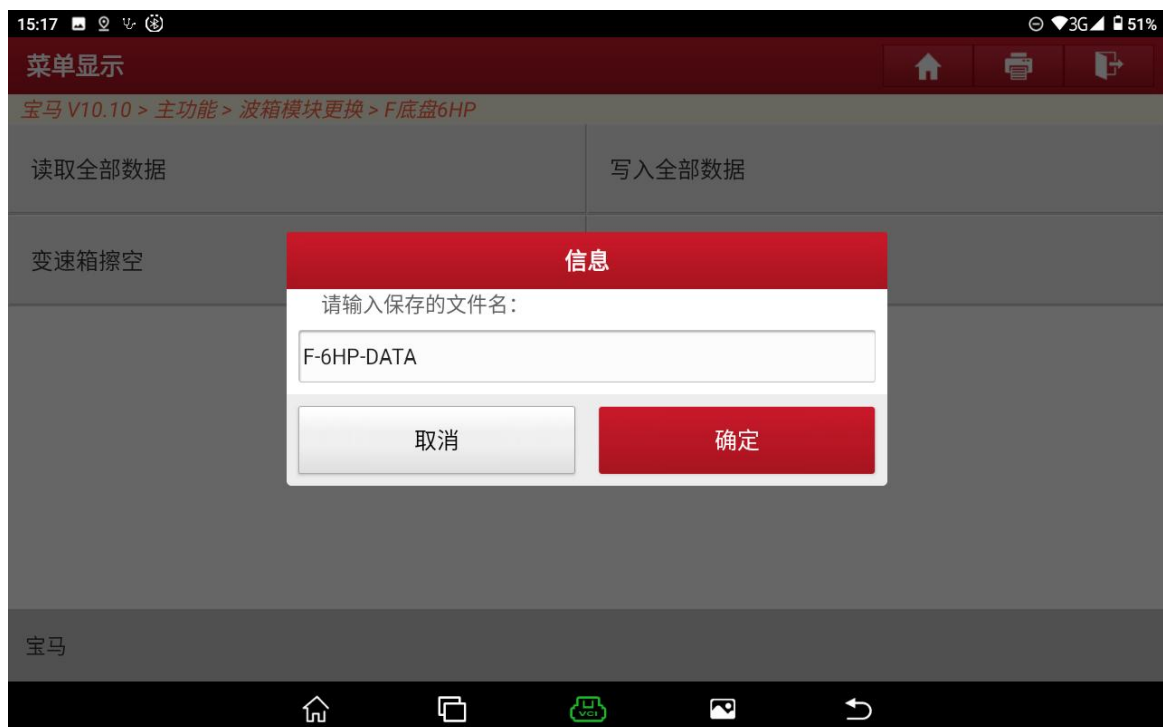 15:17
3G 51%
菜单显示
宝马 V10.10 > 主功能 > 波箱模块更换 > F底盘6HP
读取全部数据
写入全部数据
变速箱擦空
信息
请输入保存的文件名：
F-6HP-DATA
取消
确定
宝马
VCI